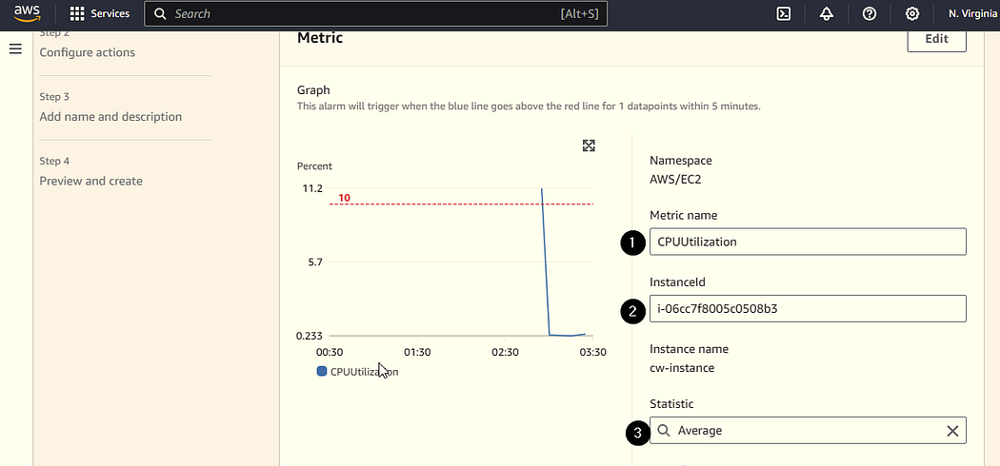 aws Services Search [Alt+S] N. Virginia
Step 2
Configure actions
Step 3
Add name and description
Step 4
Preview and create
Metric
Edit
Graph
This alarm will trigger when the blue line goes above the red line for 1 datapoints within 5 minutes.
Percent
11.2
10
5.7
0.233
00:30 01:30 02:30 03:30
CPUUtilization
Namespace
AWS/EC2
Metric name
1 CPUUtilization
InstanceId
2 i-06cc7f8005c0508b3
Instance name
cw-instance
Statistic
3 Average